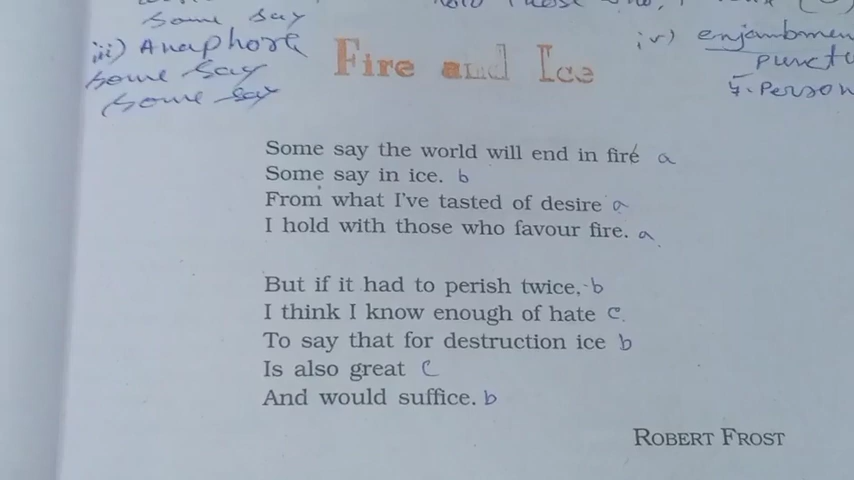 some say
iii) Anaphora
some say
some say
iv) enjambmen
punctu
Person
Fire and Ice
Some say the world will end in fire a
Some say in ice. b
From what I've tasted of desire a
I hold with those who favour fire. a
But if it had to perish twice, b
I think I know enough of hate c
To say that for destruction ice b
Is also great c
And would suffice. b
ROBERT FROST